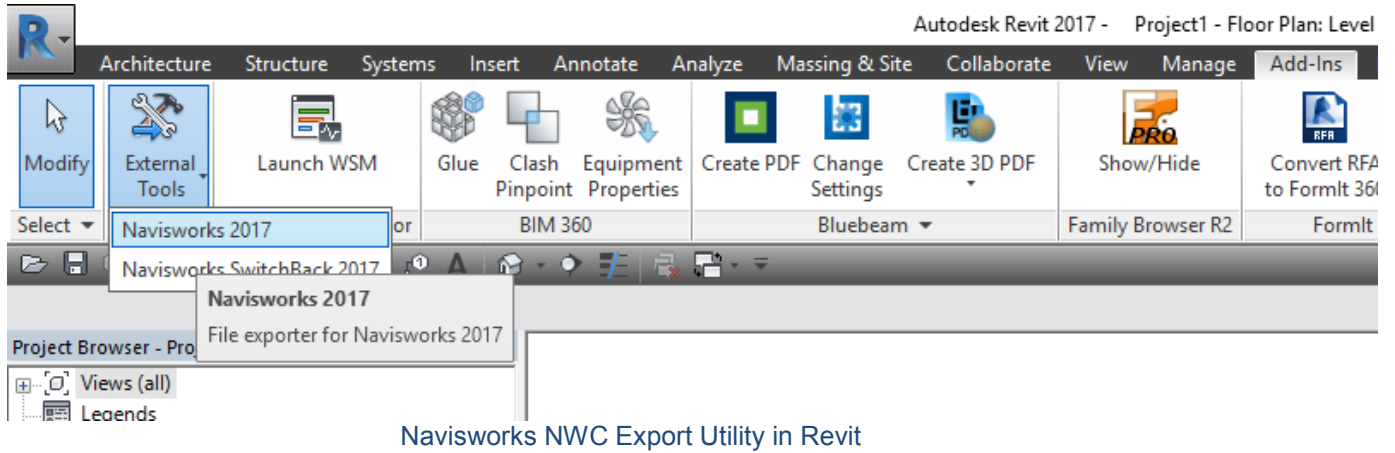 Autodesk Revit 2017 - Project1 - Floor Plan: Level
Architecture Structure Systems Insert Annotate Analyze Massing & Site Collaborate View Manage Add-Ins
Modify External Tools Launch WSM Glue Clash Pinpoint Equipment Properties Create PDF Change Settings Create 3D PDF PRO Show/Hide RFA Convert RFA to FormIt 360
Select or BIM 360 Bluebeam Family Browser R2 FormIt
Navisworks 2017
Navisworks SwitchBack 2017
Navisworks 2017
File exporter for Navisworks 2017
Project Browser - Pro
Views (all)
Legends
Navisworks NWC Export Utility in Revit